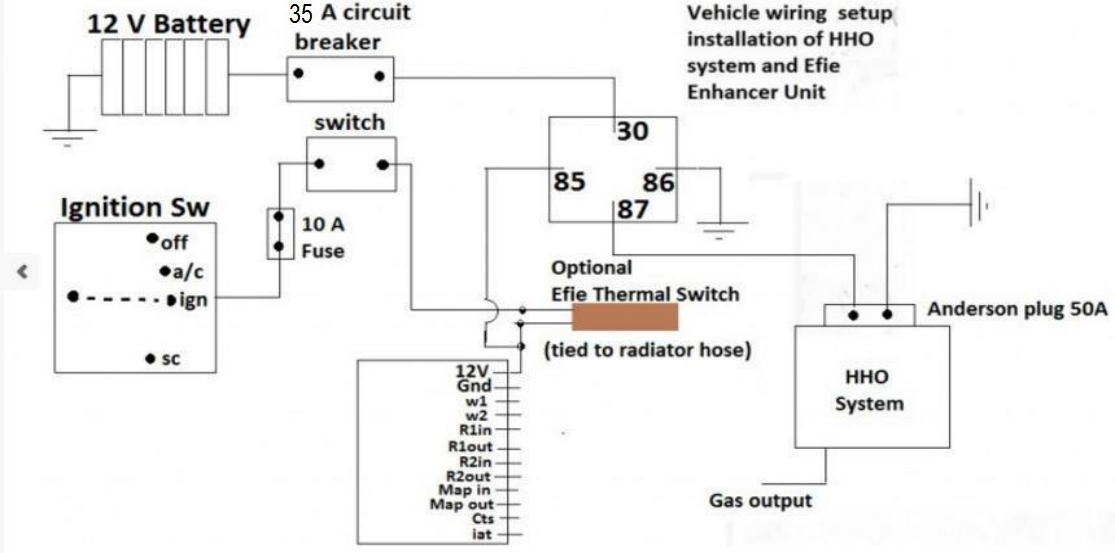 12 V Battery
35 A circuit
breaker
Vehicle wiring setup
installation of HHO
system and Efie
Enhancer Unit
switch
30
85
86
87
Ignition Sw
off
a/c
ign
sc
10 A
Fuse
Optional
Efie Thermal Switch
(tied to radiator hose)
Anderson plug 50A
HHO
System
Gas output
12V
Gnd
w1
w2
R1in
R1out
R2in
R2out
Map in
Map out
Cts
iat